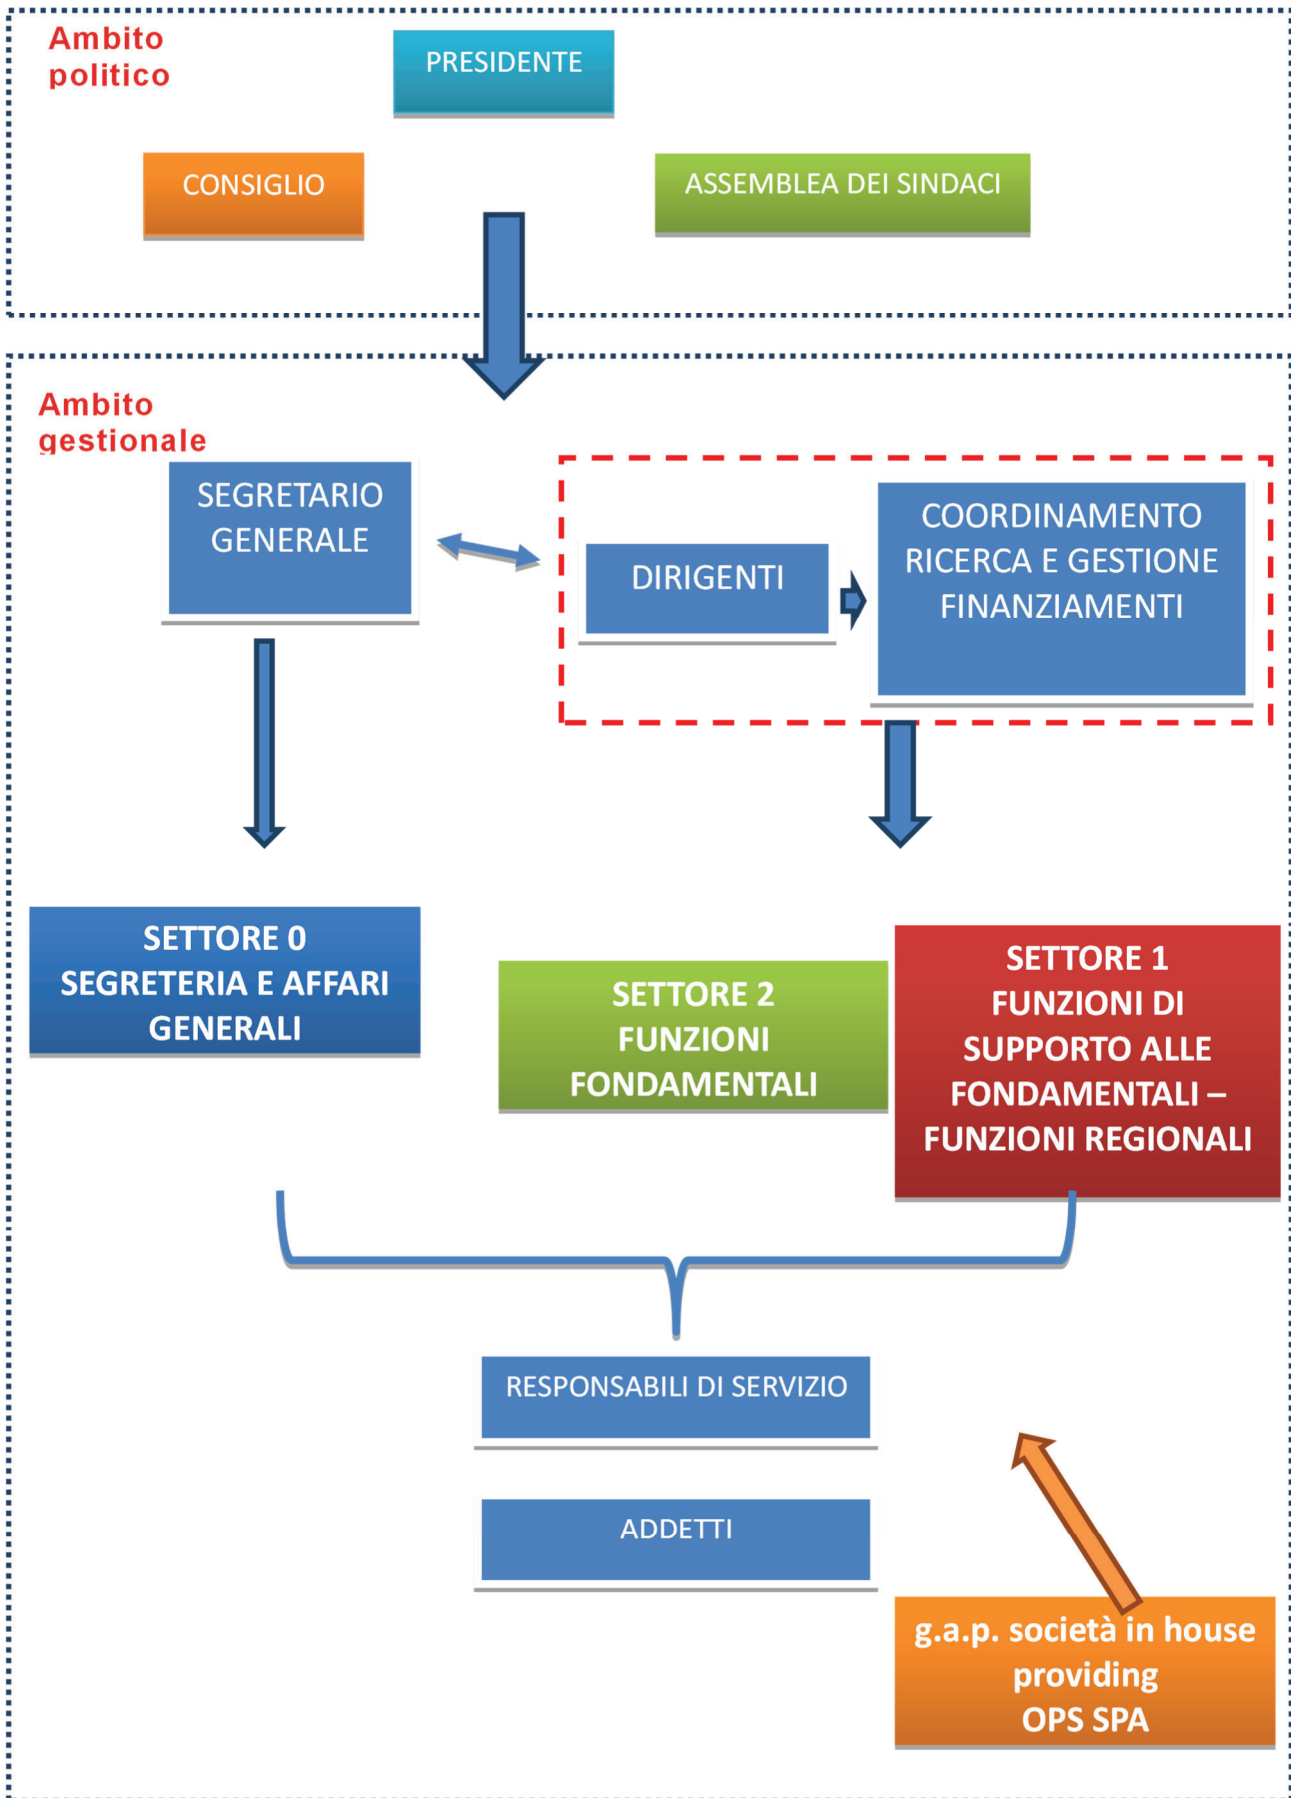 Ambito
politico
PRESIDENTE
CONSIGLIO
ASSEMBLEA DEI SINDACI
Ambito
gestionale
SEGRETARIO
GENERALE
DIRIGENTI
COORDINAMENTO
RICERCA E GESTIONE
FINANZIAMENTI
SETTORE 0
SEGRETERIA E AFFARI
GENERALI
SETTORE 2
FUNZIONI
FONDAMENTALI
SETTORE 1
FUNZIONI DI
SUPPORTO ALLE
FONDAMENTALI –
FUNZIONI REGIONALI
RESPONSABILI DI SERVIZIO
ADDETTI
g.a.p. società in house
providing
OPS SPA